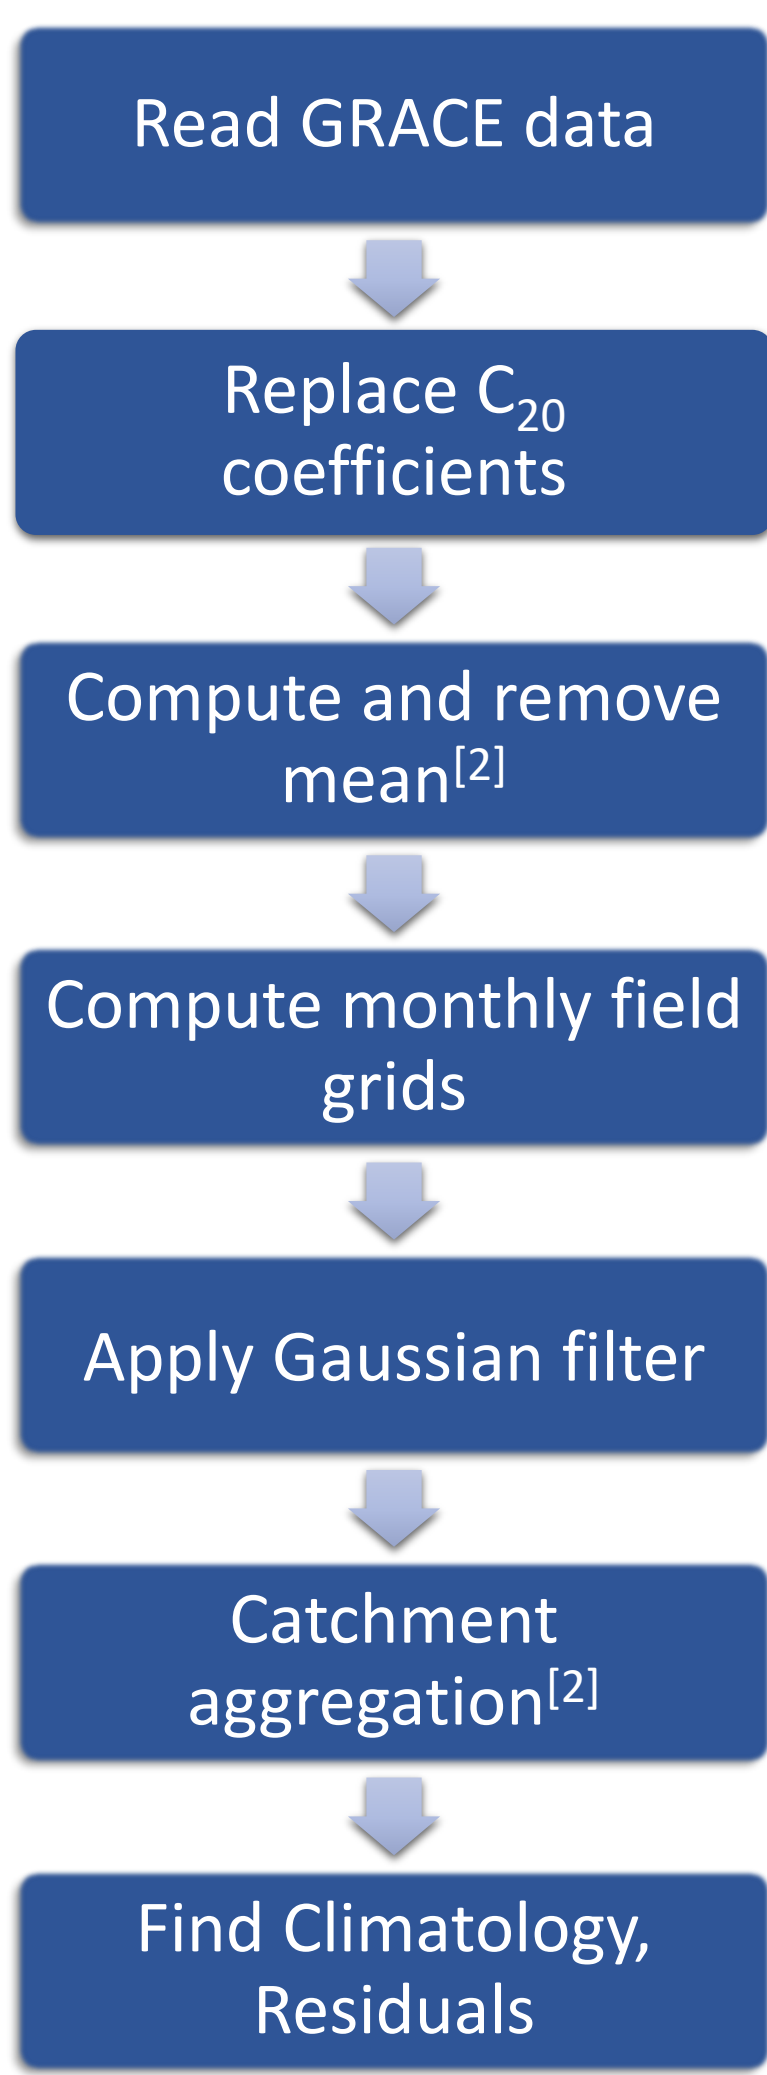 Read GRACE data
Replace C₂₀
coefficients
Compute and remove
mean[2]
Compute monthly field
grids
Apply Gaussian filter
Catchment
aggregation[2]
Find Climatology,
Residuals